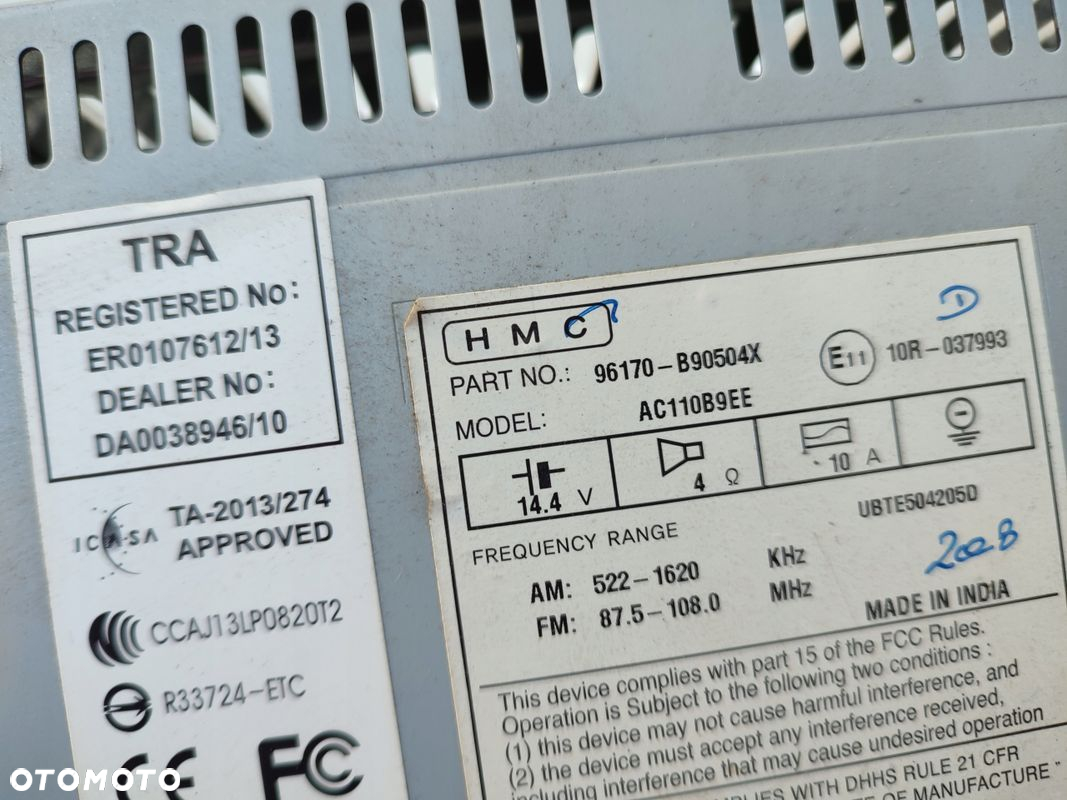 TRA
REGISTERED No:
ER0107612/13
DEALER No:
DA0038946/10
ICASA TA-2013/274
APPROVED
CCAJ13LP0820T2
R33724-ETC
CE FC
HMC
D
PART NO.: 96170-B90504X E11 10R-037993
MODEL: AC110B9EE
14.4 V 4 Ω 10 A
FREQUENCY RANGE UBTE504205D
AM: 522-1620 KHz
FM: 87.5-108.0 MHz
MADE IN INDIA
This device complies with part 15 of the FCC Rules.
Operation is Subject to the following two conditions :
(1) this device may not cause harmful interference, and
(2) the device must accept any interference received,
including interference that may cause undesired operation
WITH DHHS RULE 21 CFR
OF MANUFACTURE
OTOMOTO